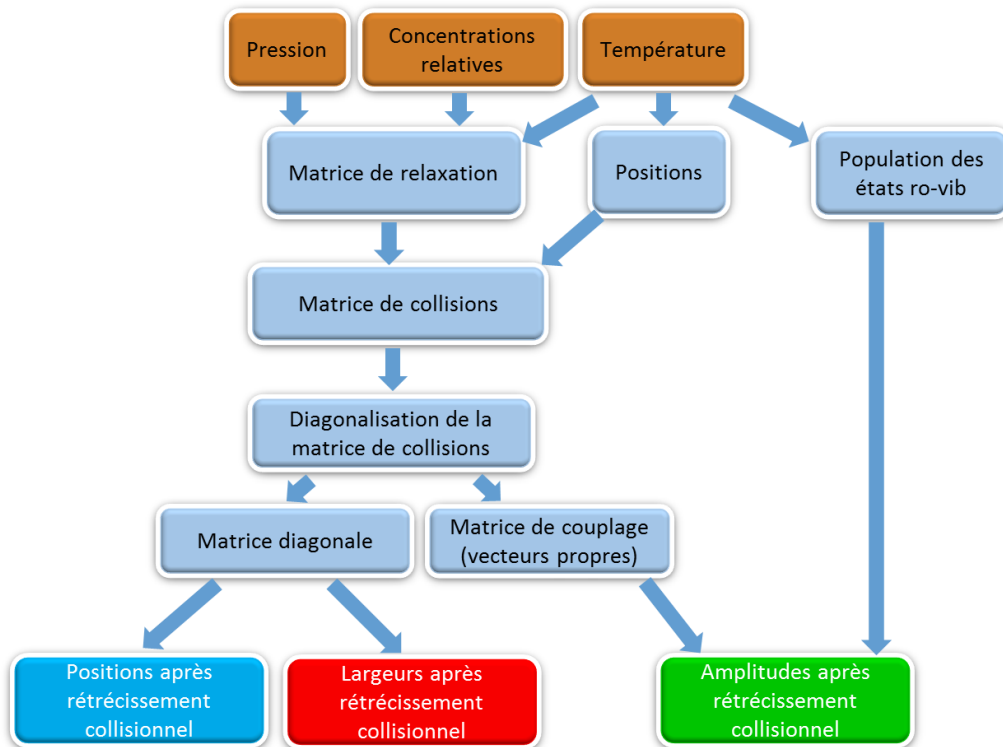 Pression
Concentrations
relatives
Température
Matrice de relaxation
Positions
Population des
états ro-vib
Matrice de collisions
Diagonalisation de la
matrice de collisions
Matrice diagonale
Matrice de couplage
(vecteurs propres)
Positions après
rétrécissement
collisionnel
Largeurs après
rétrécissement
collisionnel
Amplitudes après
rétrécissement
collisionnel